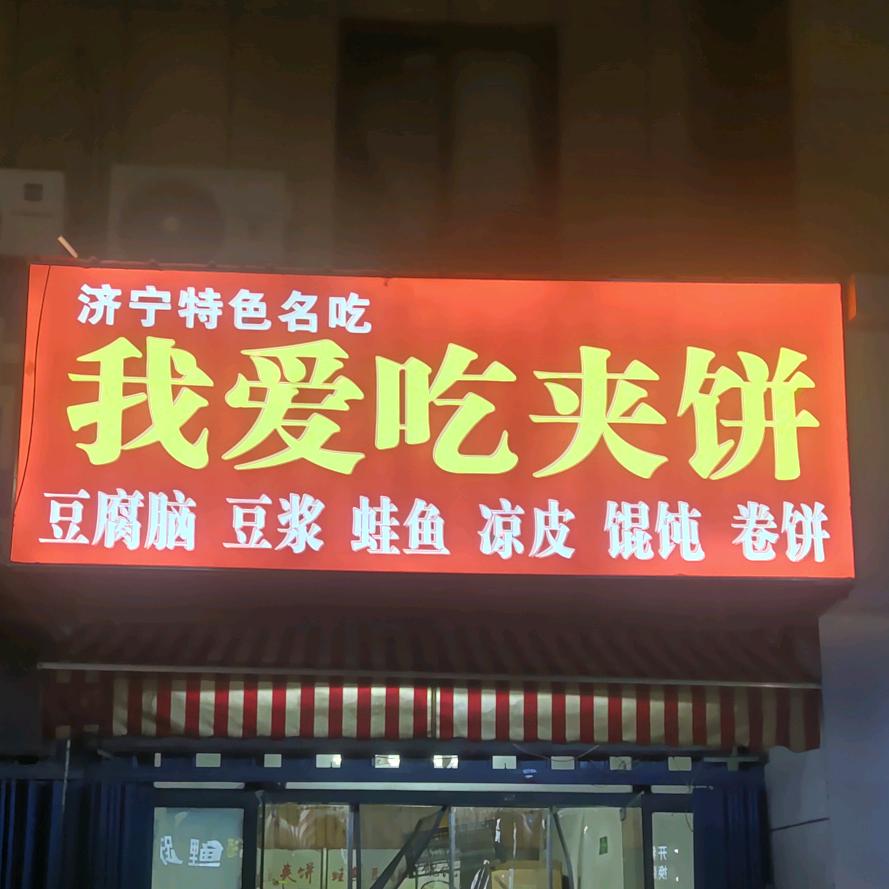 济宁特色名吃
我爱吃夹饼
豆腐脑 豆浆 蛙鱼 凉皮 馄饨 卷饼
夹饼